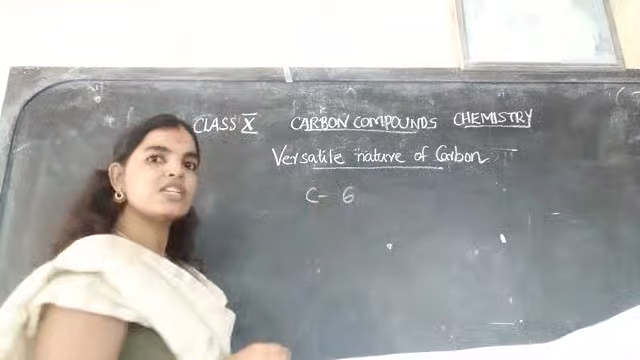 CLASS X CARBON COMPOUNDS CHEMISTRY
Versatile nature of Carbon
C- 6